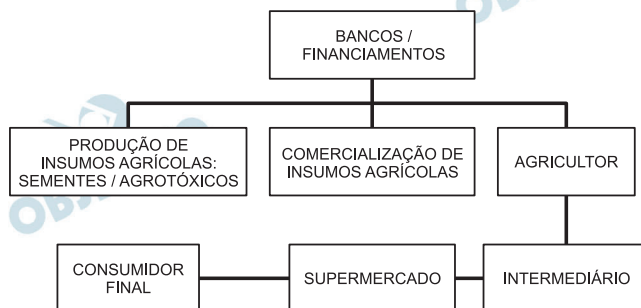 BANCOS /
FINANCIAMENTOS
PRODUÇÃO DE
INSUMOS AGRÍCOLAS:
SEMENTES / AGROTÓXICOS
COMERCIALIZAÇÃO DE
INSUMOS AGRÍCOLAS
AGRICULTOR
CONSUMIDOR
FINAL
SUPERMERCADO
INTERMEDIÁRIO